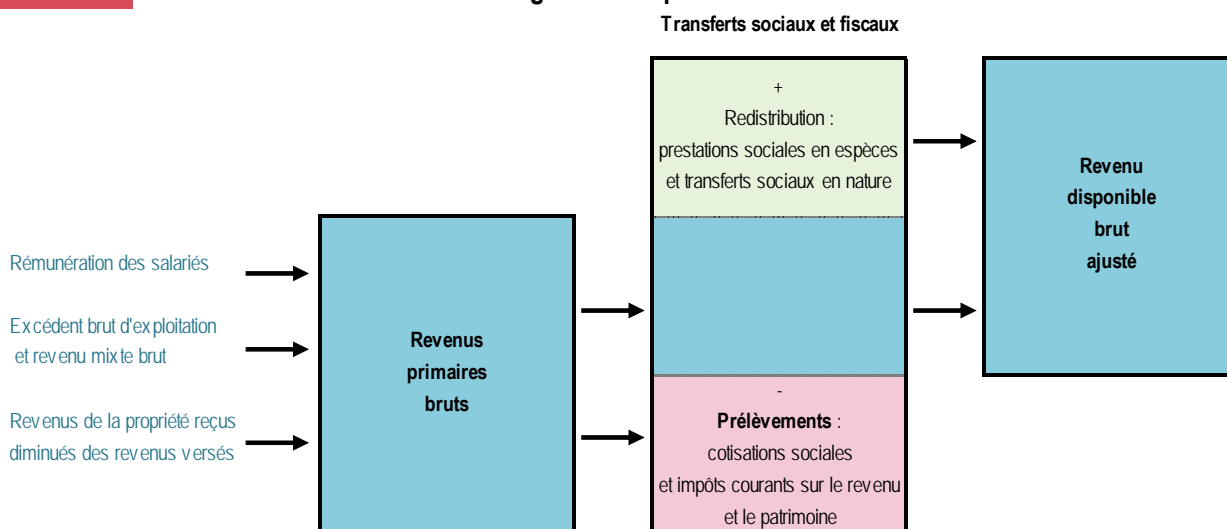 Transferts sociaux et fiscaux
+
Redistribution :
prestations sociales en espèces
et transferts sociaux en nature
Revenu
disponible
brut
ajusté
Rémunération des salariés
Excédent brut d'exploitation
et revenu mixte brut
Revenus
primaires
bruts
Revenus de la propriété reçus
diminués des revenus versés
-
Prélèvements :
cotisations sociales
et impôts courants sur le revenu
et le patrimoine